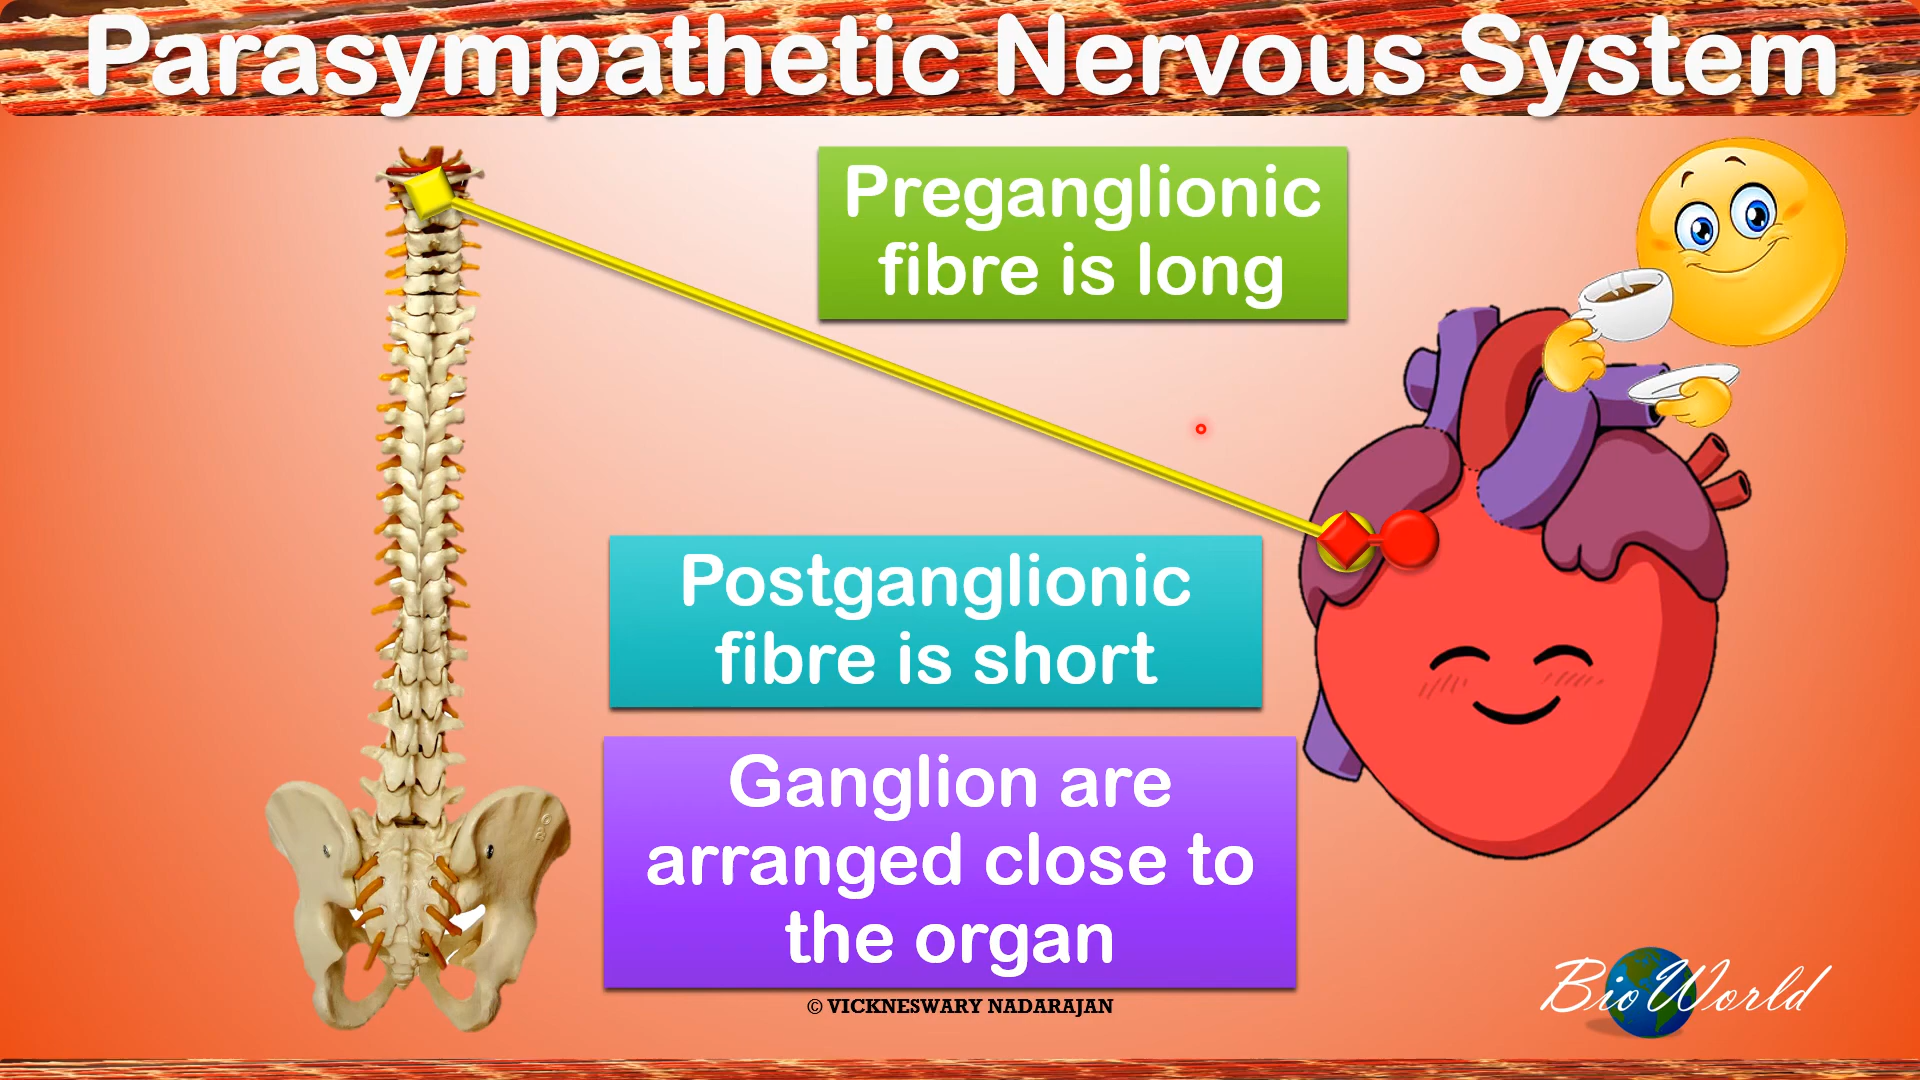 Parasympathetic Nervous System
Preganglionic
fibre is long
Postganglionic
fibre is short
Ganglion are
arranged close to
the organ
© VICKNESWARY NADARAJAN
BioWorld